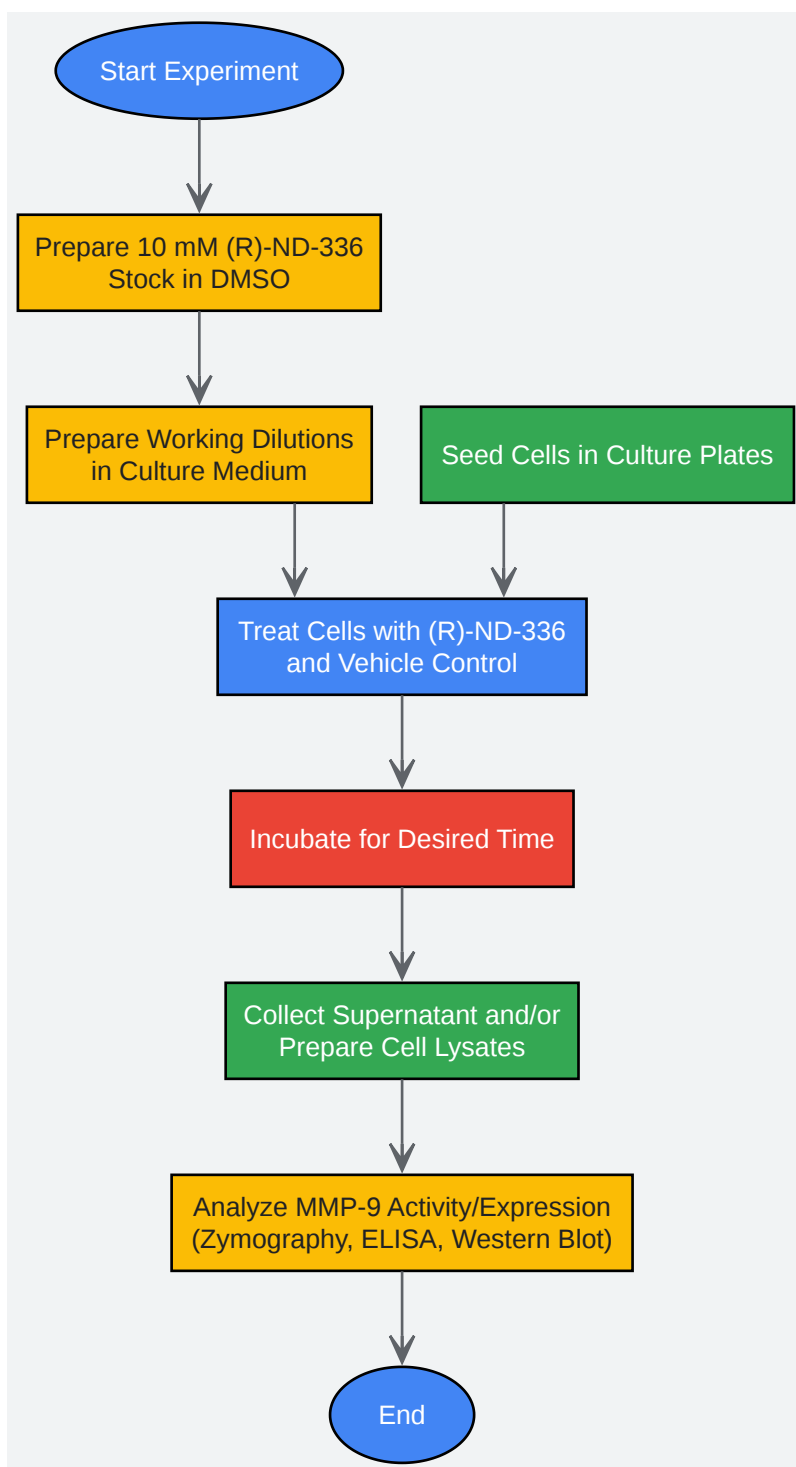 Start Experiment
Prepare 10 mM (R)-ND-336
Stock in DMSO
Prepare Working Dilutions
in Culture Medium
Seed Cells in Culture Plates
Treat Cells with (R)-ND-336
and Vehicle Control
Incubate for Desired Time
Collect Supernatant and/or
Prepare Cell Lysates
Analyze MMP-9 Activity/Expression
(Zymography, ELISA, Western Blot)
End